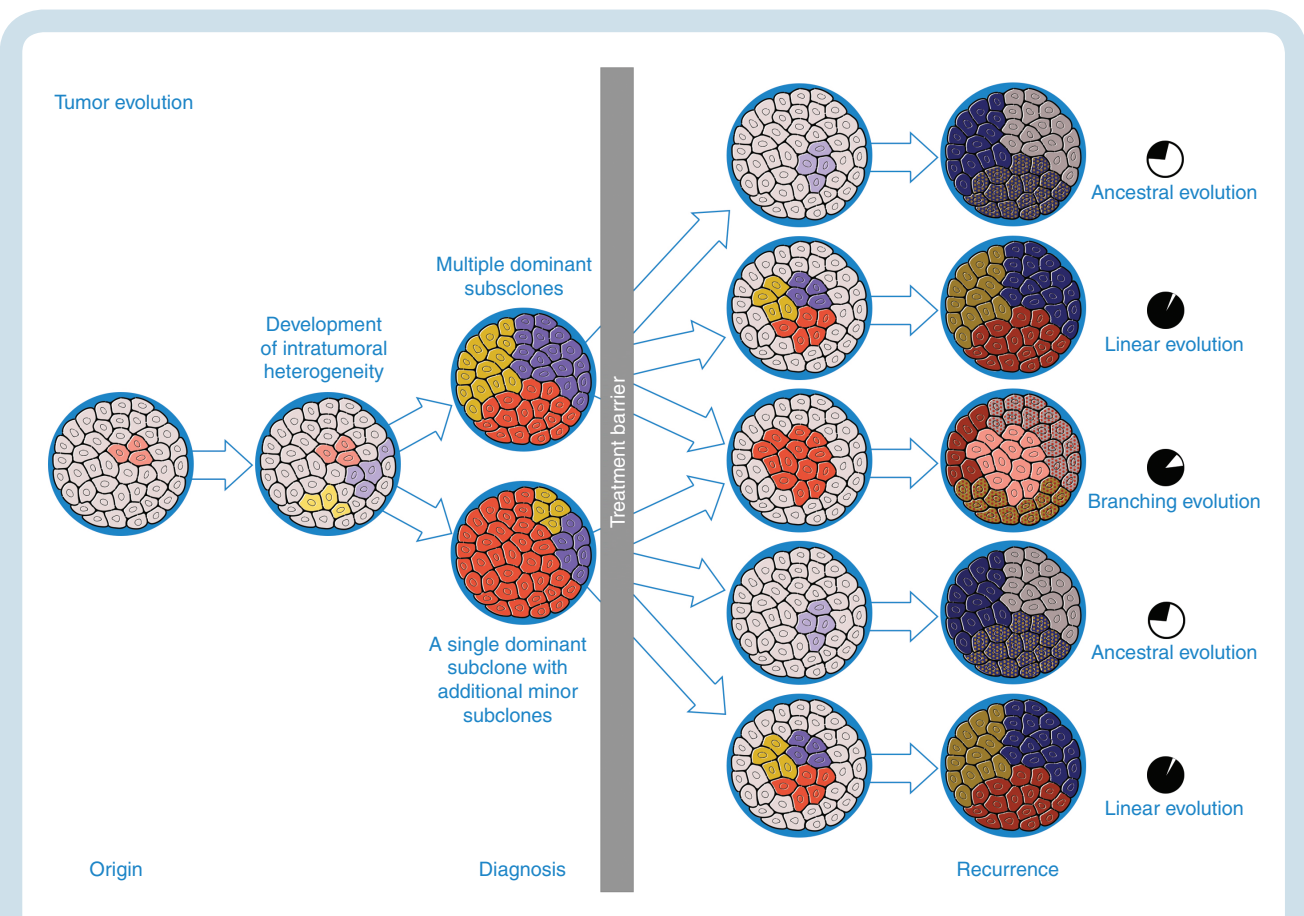 Tumor evolution
Origin
Development
of intratumoral
heterogeneity
Multiple dominant
subsclones
A single dominant
subclone with
additional minor
subclones
Diagnosis
Treatment barrier
Ancestral evolution
Linear evolution
Branching evolution
Ancestral evolution
Linear evolution
Recurrence